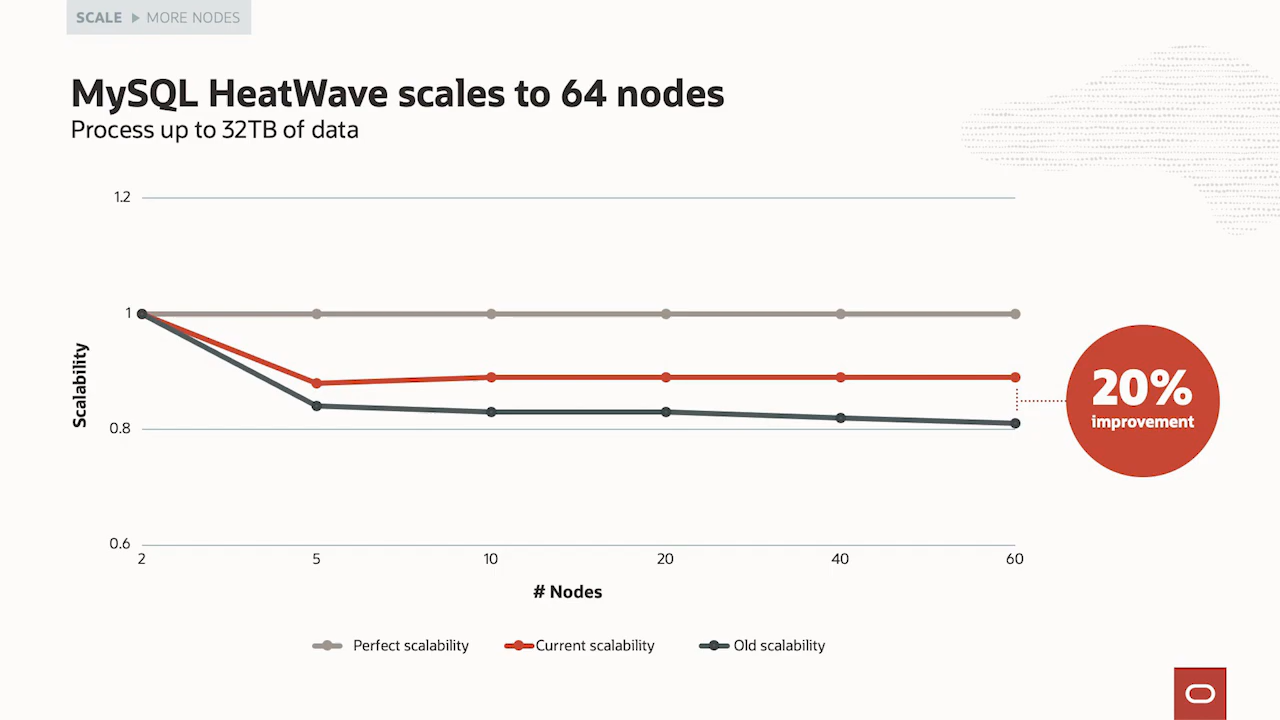 SCALE ▶ MORE NODES
MySQL HeatWave scales to 64 nodes
Process up to 32TB of data
1.2
1
0.8
0.6
Scalability
2 5 10 20 40 60
# Nodes
Perfect scalability Current scalability Old scalability
20%
improvement